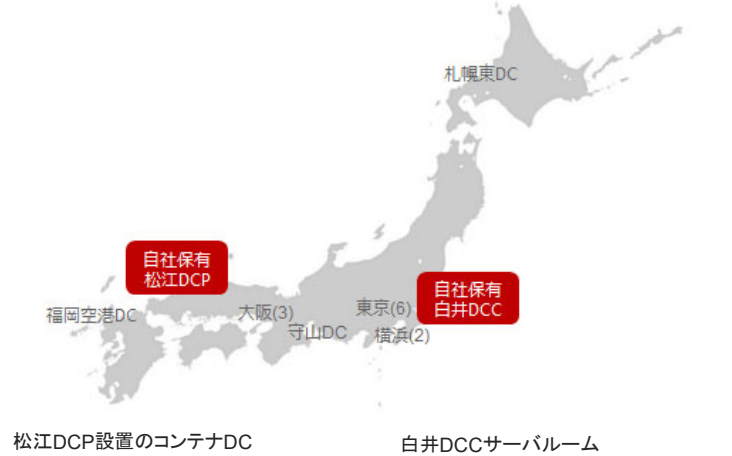 札幌東DC
自社保有
松江DCP
自社保有
白井DCC
福岡空港DC
大阪(3)
東京(6)
守山DC
横浜(2)
松江DCP設置のコンテナDC
白井DCCサーバルーム